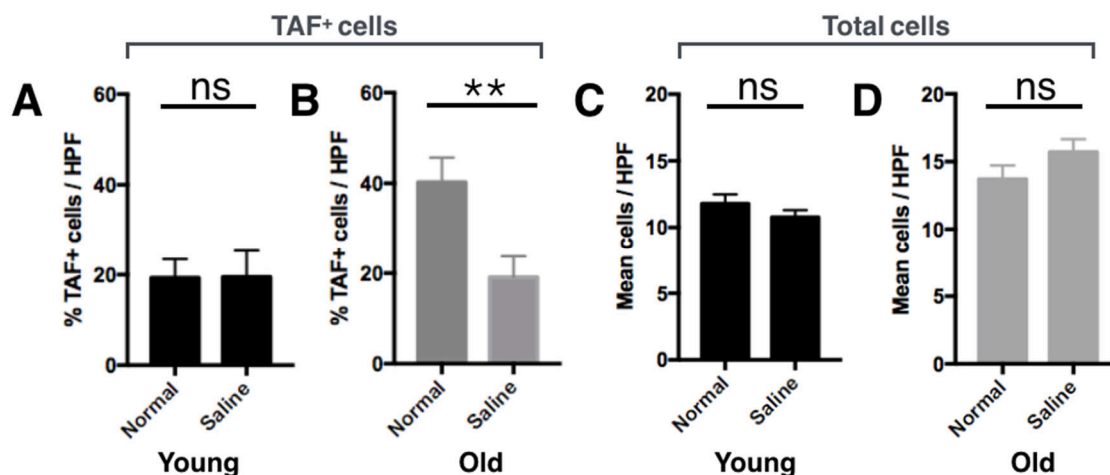 TAF+ cells
Total cells
A
ns
60
40
20
0
% TAF+ cells / HPF
Normal
Saline
Young
B
**
60
40
20
0
% TAF+ cells / HPF
Normal
Saline
Old
C
ns
20
15
10
5
0
Mean cells / HPF
Normal
Saline
Young
D
ns
20
15
10
5
0
Mean cells / HPF
Normal
Saline
Old